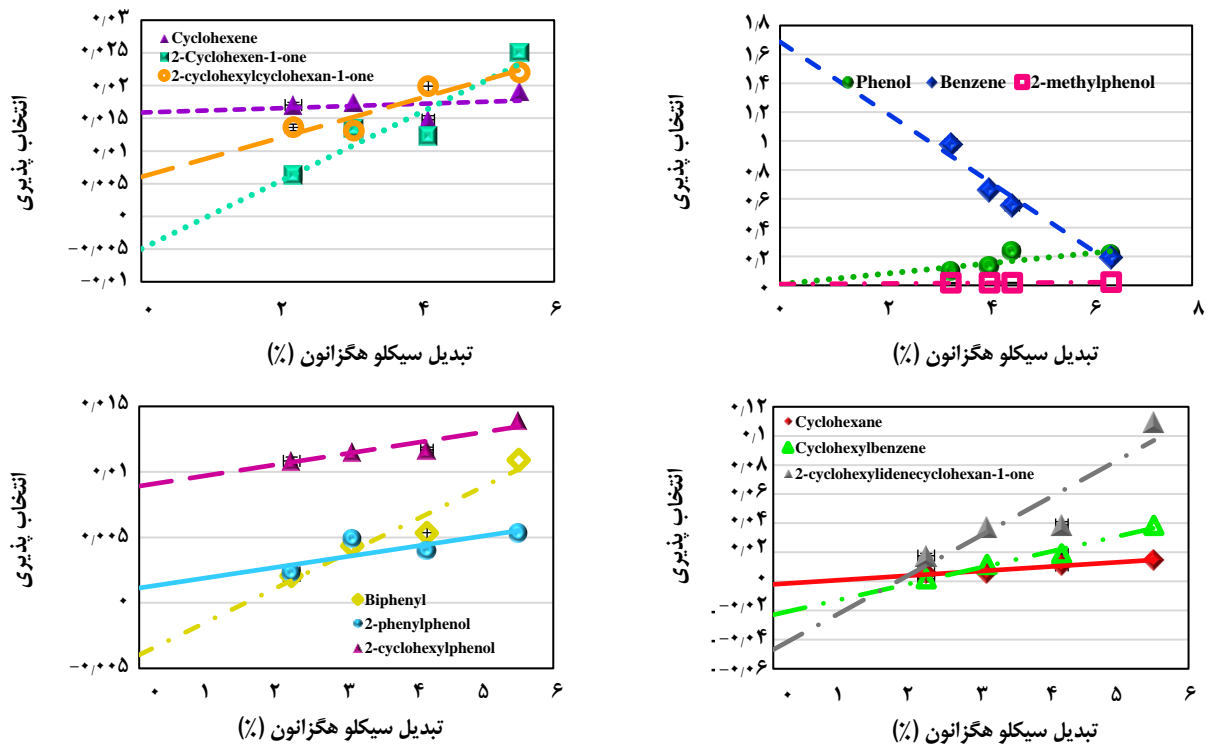 ۰/۰۳
۰/۰۲۵
۰/۰۲
۰/۰۱۵
۰/۰۱
۰/۰۰۵
۰
−۰/۰۰۵
−۰/۰۱
انتخاب پذیری
Cyclohexene
2-Cyclohexen-1-one
2-cyclohexylcyclohexan-1-one
۰ ۲ ۴ ۶
تبدیل سیکلو هگزانون (٪)
۱/۸
۱/۶
۱/۴
۱/۲
۱
۰/۸
۰/۶
۰/۴
۰/۲
۰
انتخاب پذیری
Phenol Benzene 2-methylphenol
۰ ۲ ۴ ۶ ۸
تبدیل سیکلو هگزانون (٪)
۰/۰۱۵
۰/۰۱
۰/۰۰۵
۰
−۰/۰۰۵
انتخاب پذیری
Biphenyl
2-phenylphenol
2-cyclohexylphenol
۰ ۱ ۲ ۳ ۴ ۵ ۶
تبدیل سیکلو هگزانون (٪)
۰/۱۲
۰/۱
۰/۰۸
۰/۰۶
۰/۰۴
۰/۰۲
۰
−۰/۰۲
−۰/۰۴
−۰/۰۶
انتخاب پذیری
Cyclohexane
Cyclohexylbenzene
2-cyclohexylidenecyclohexan-1-one
۰ ۱ ۲ ۳ ۴ ۵ ۶
تبدیل سیکلو هگزانون (٪)